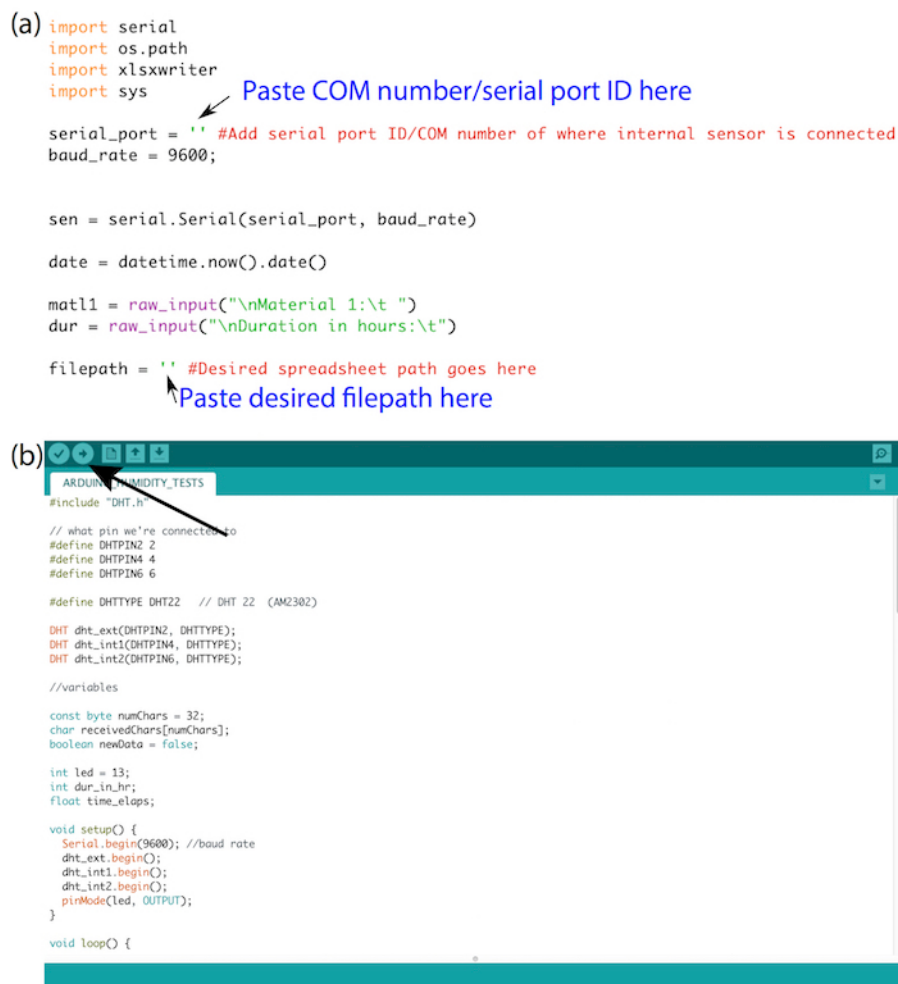 (a)
import serial
import os.path
import xlsxwriter
import sys
Paste COM number/serial port ID here
serial_port = '' #Add serial port ID/COM number of where internal sensor is connected
baud_rate = 9600;
sen = serial.Serial(serial_port, baud_rate)
date = datetime.now().date()
matl1 = raw_input("\nMaterial 1:\t ")
dur = raw_input("\nDuration in hours:\t")
filepath = '' #Desired spreadsheet path goes here
Paste desired filepath here
(b)
ARDUINO_HUMIDITY_TESTS
#include "DHT.h"
// what pin we're connected to
#define DHTPIN2 2
#define DHTPIN4 4
#define DHTPIN6 6
#define DHTTYPE DHT22   // DHT 22  (AM2302)
DHT dht_ext(DHTPIN2, DHTTYPE);
DHT dht_int1(DHTPIN4, DHTTYPE);
DHT dht_int2(DHTPIN6, DHTTYPE);
//variables
const byte numChars = 32;
char receivedChars[numChars];
boolean newData = false;
int led = 13;
int dur_in_hr;
float time_elaps;
void setup() {
  Serial.begin(9600); //baud rate
  dht_ext.begin();
  dht_int1.begin();
  dht_int2.begin();
  pinMode(led, OUTPUT);
}
void loop() {